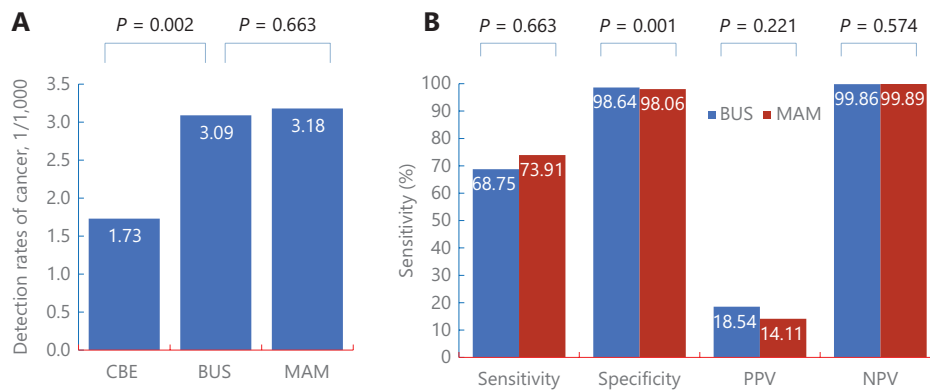 A
P = 0.002
P = 0.663
Detection rates of cancer, 1/1,000
3.5
3.0
2.5
2.0
1.5
1.0
0.5
0.0
1.73
3.09
3.18
CBE
BUS
MAM
B
P = 0.663
P = 0.001
P = 0.221
P = 0.574
Sensitivity (%)
100
90
80
70
60
50
40
30
20
10
0
BUS
MAM
68.75
73.91
98.64
98.06
18.54
14.11
99.86
99.89
Sensitivity
Specificity
PPV
NPV